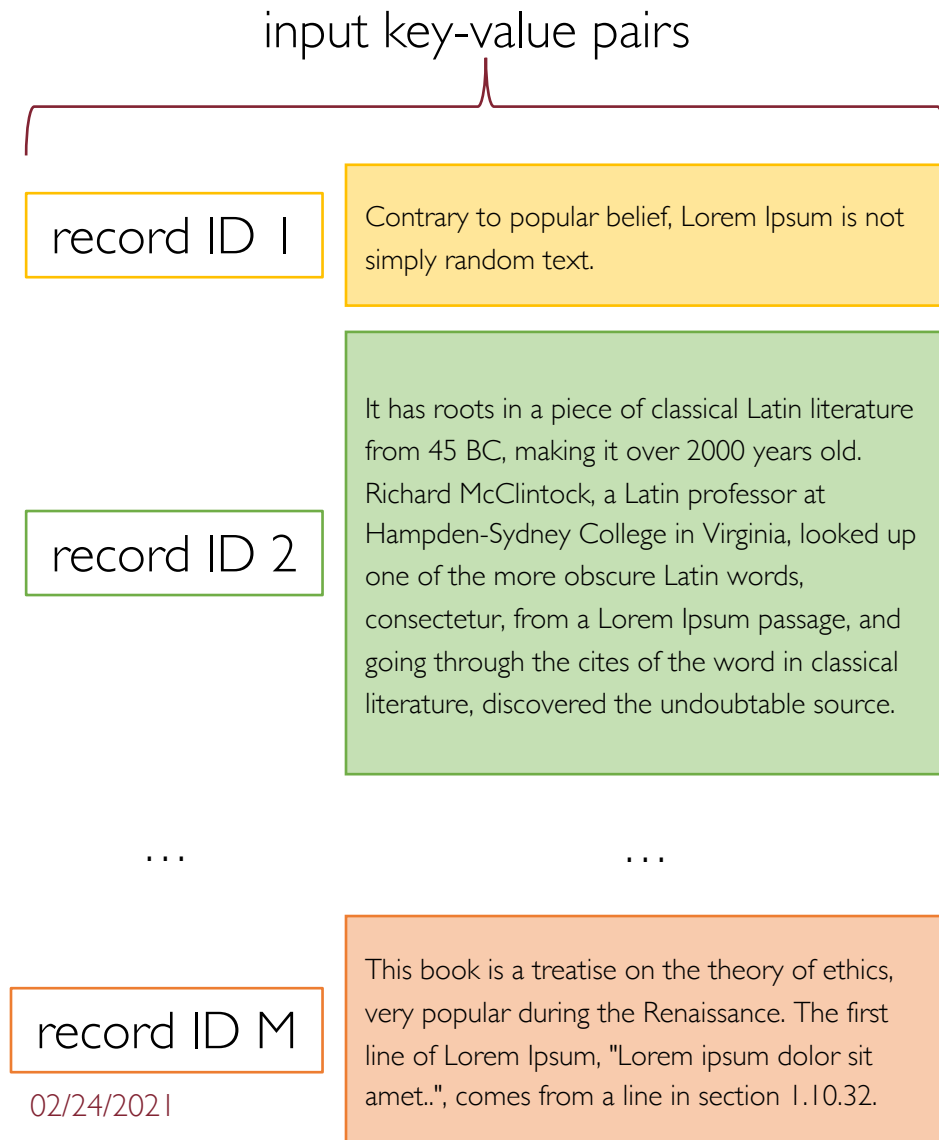 input key-value pairs
record ID 1
Contrary to popular belief, Lorem Ipsum is not
simply random text.
record ID 2
It has roots in a piece of classical Latin literature
from 45 BC, making it over 2000 years old.
Richard McClintock, a Latin professor at
Hampden-Sydney College in Virginia, looked up
one of the more obscure Latin words,
consectetur, from a Lorem Ipsum passage, and
going through the cites of the word in classical
literature, discovered the undoubtable source.
... ...
record ID M
This book is a treatise on the theory of ethics,
very popular during the Renaissance. The first
line of Lorem Ipsum, "Lorem ipsum dolor sit
amet..", comes from a line in section 1.10.32.
02/24/2021